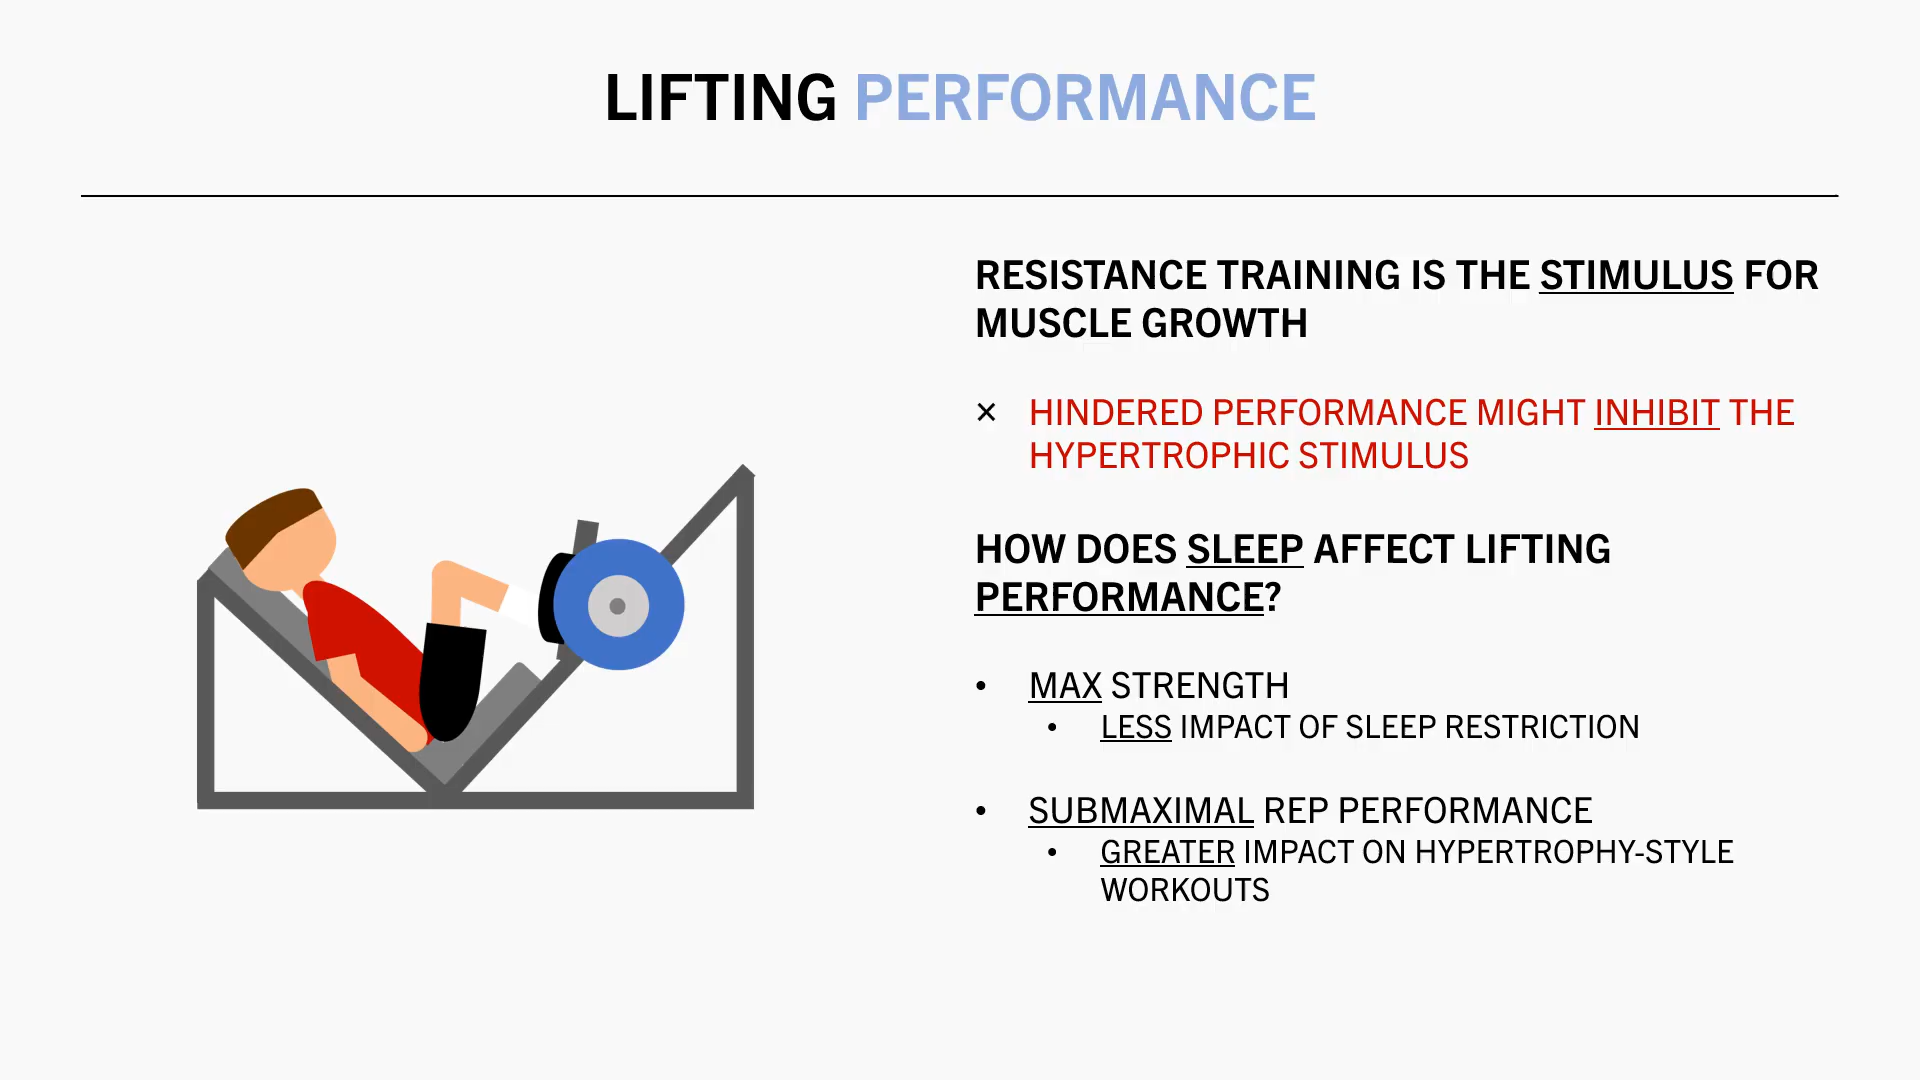 LIFTING PERFORMANCE
RESISTANCE TRAINING IS THE STIMULUS FOR
MUSCLE GROWTH
× HINDERED PERFORMANCE MIGHT INHIBIT THE
HYPERTROPHIC STIMULUS
HOW DOES SLEEP AFFECT LIFTING
PERFORMANCE?
• MAX STRENGTH
• LESS IMPACT OF SLEEP RESTRICTION
• SUBMAXIMAL REP PERFORMANCE
• GREATER IMPACT ON HYPERTROPHY-STYLE
WORKOUTS